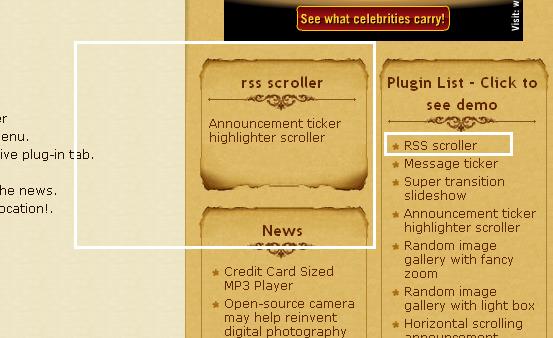 See what celebrities carry!
Visit: w
er
enu.
ive plug-in tab.
he news.
ocation!.
rss scroller
Announcement ticker
highlighter scroller
News
Credit Card Sized
MP3 Player
Open-source camera
may help reinvent
digital photography
Plugin List - Click to
see demo
RSS scroller
Message ticker
Super transition
slideshow
Announcement ticker
highlighter scroller
Random image
gallery with fancy
zoom
Random image
gallery with light box
Horizontal scrolling
announcement